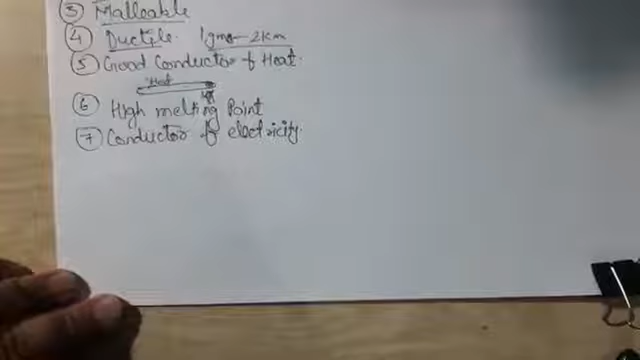 ③ Malleable
④ Ductile. 1gms- 2km
⑤ Good Conductor of Heat.
Heat
⑥ High melting Point
⑦ Conductor of electricity.